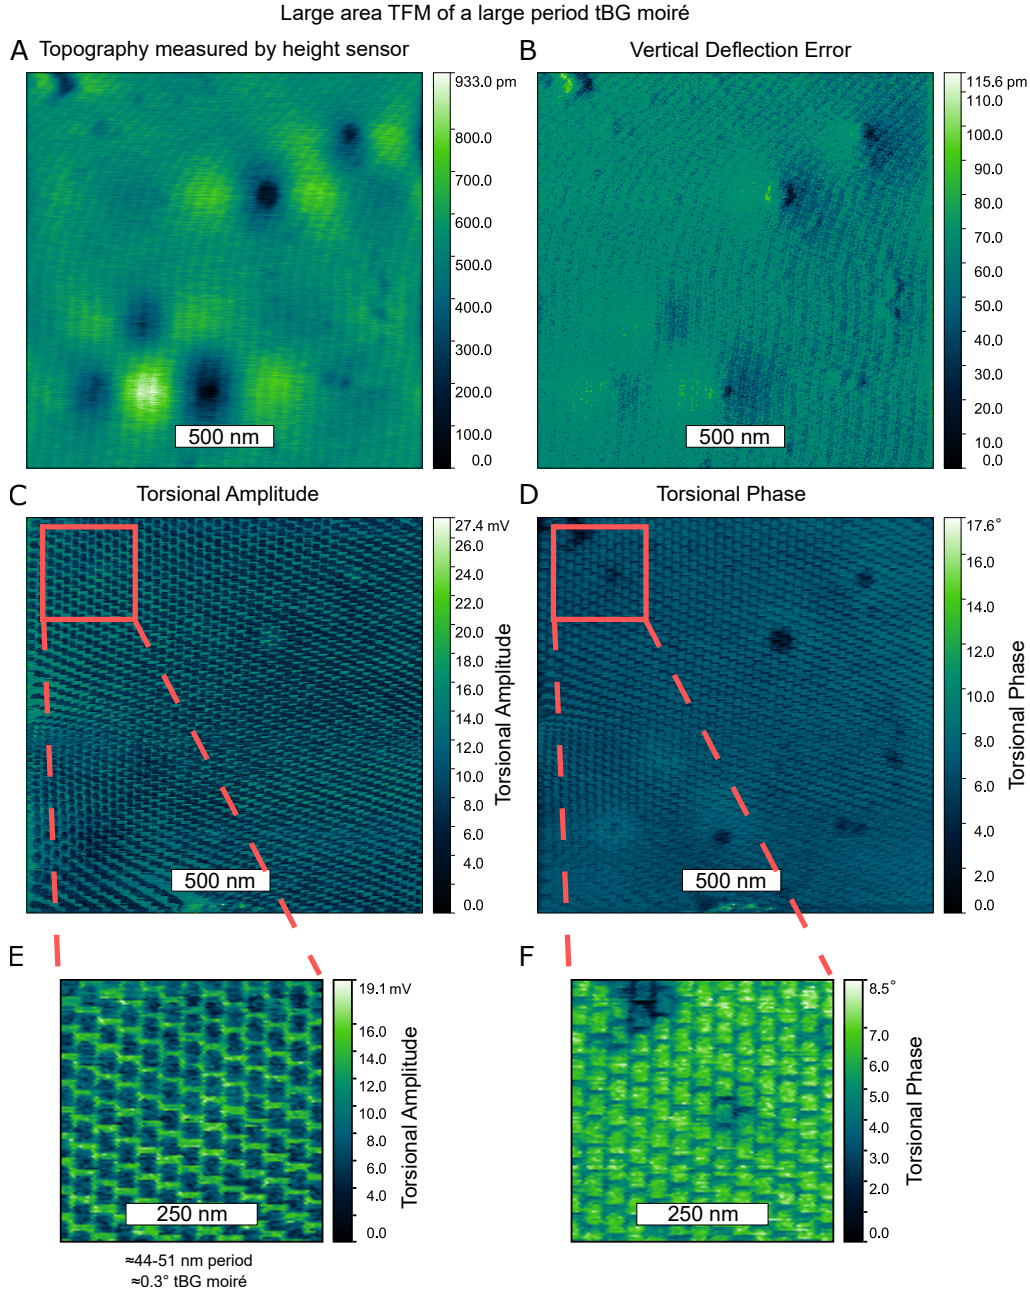 Large area TFM of a large period tBG moiré
A Topography measured by height sensor
933.0 pm
800.0
700.0
600.0
500.0
400.0
300.0
200.0
100.0
0.0
500 nm
B Vertical Deflection Error
115.6 pm
110.0
100.0
90.0
80.0
70.0
60.0
50.0
40.0
30.0
20.0
10.0
0.0
500 nm
C Torsional Amplitude
27.4 mV
26.0
24.0
22.0
20.0
18.0
16.0
14.0
12.0
10.0
8.0
6.0
4.0
0.0
Torsional Amplitude
500 nm
D Torsional Phase
17.6°
16.0
14.0
12.0
10.0
8.0
6.0
4.0
2.0
0.0
Torsional Phase
500 nm
E
19.1 mV
16.0
14.0
12.0
10.0
8.0
6.0
4.0
0.0
Torsional Amplitude
250 nm
≈44-51 nm period
≈0.3° tBG moiré
F
8.5°
7.0
6.0
5.0
4.0
3.0
2.0
0.0
Torsional Phase
250 nm